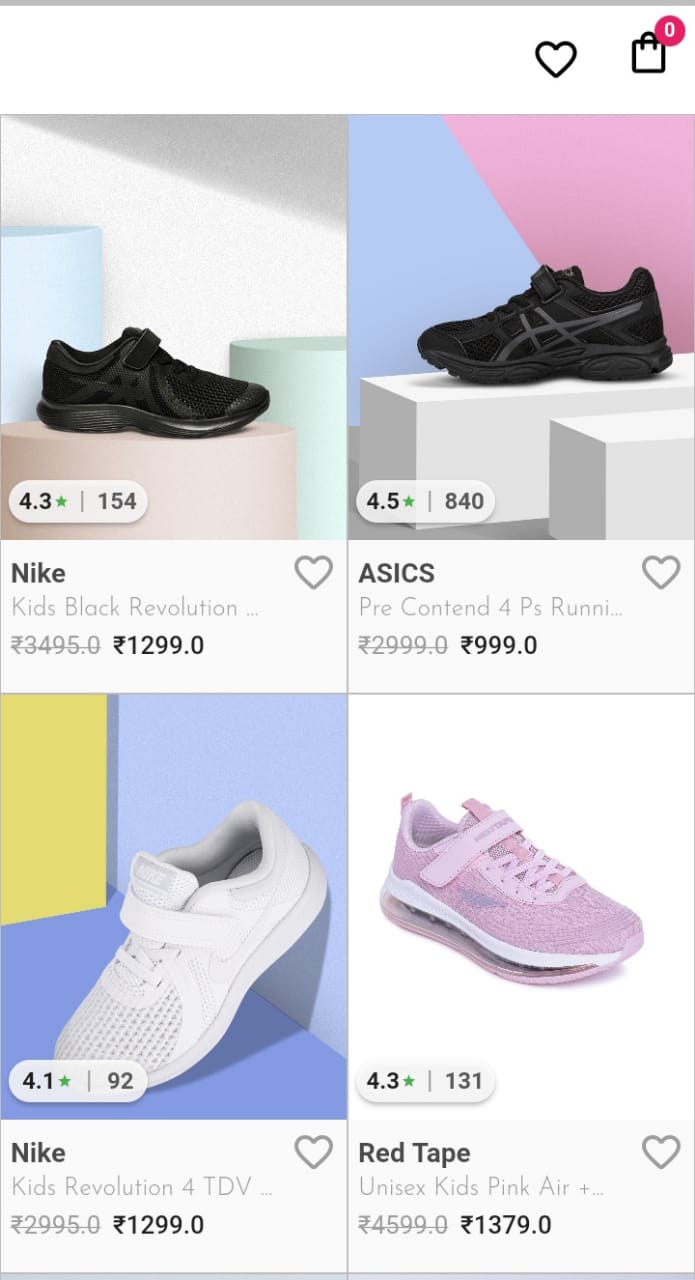 0
4.3★ | 154
4.5★ | 840
Nike
Kids Black Revolution ...
₹3495.0 ₹1299.0
ASICS
Pre Contend 4 Ps Runni...
₹2999.0 ₹999.0
NIKE
RED TAPE
4.1★ | 92
4.3★ | 131
Nike
Kids Revolution 4 TDV ...
₹2995.0 ₹1299.0
Red Tape
Unisex Kids Pink Air +...
₹4599.0 ₹1379.0